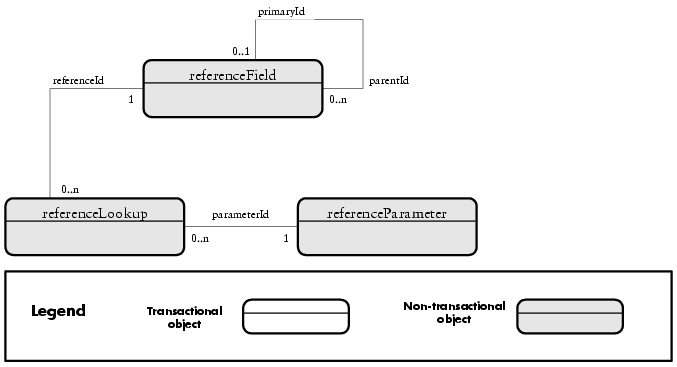 primaryId
0..1
referenceField
referenceId
parentId
1
0..n
0..n
referenceLookup
parameterId
referenceParameter
0..n
1
Legend
Transactional
object
Non-transactional
object